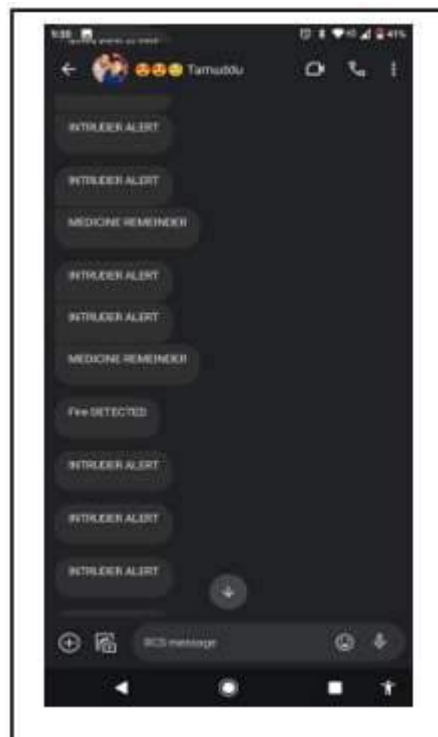 Tamuddu
INTRUDER ALERT
INTRUDER ALERT
MEDICINE REMEINDER
INTRUDER ALERT
INTRUDER ALERT
MEDICINE REMEINDER
Fire DETECTED
INTRUDER ALERT
INTRUDER ALERT
INTRUDER ALERT
RCS message